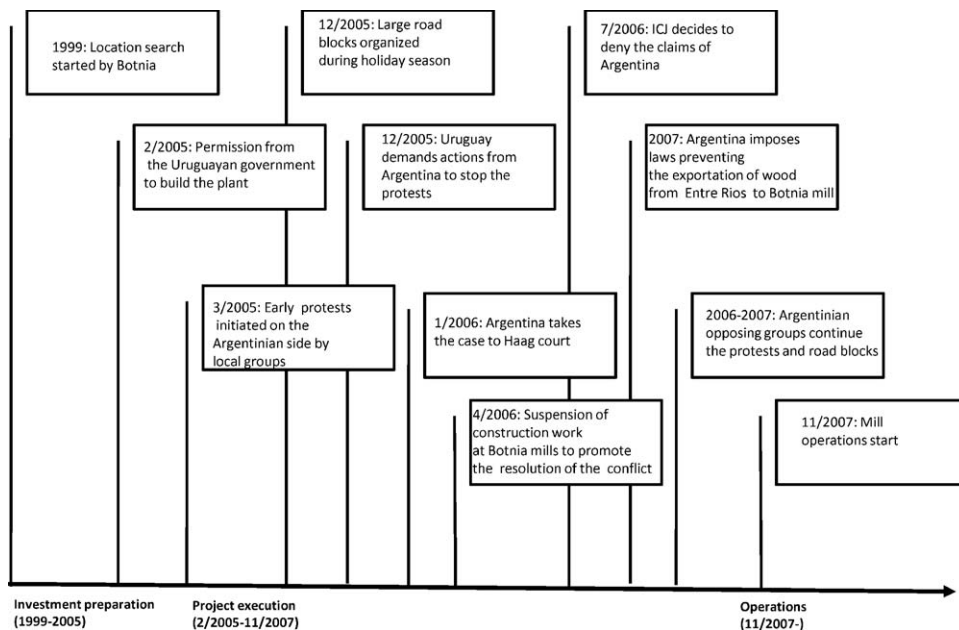 1999: Location search
started by Botnia
12/2005: Large road
blocks organized
during holiday season
7/2006: ICJ decides to
deny the claims of
Argentina
2/2005: Permission from
the Uruguayan government
to build the plant
12/2005: Uruguay
demands actions from
Argentina to stop the
protests
2007: Argentina imposes
laws preventing
the exportation of wood
from Entre Rios to Botnia mill
3/2005: Early protests
initiated on the
Argentinian side by
local groups
1/2006: Argentina takes
the case to Haag court
2006-2007: Argentinian
opposing groups continue
the protests and road blocks
4/2006: Suspension of
construction work
at Botnia mills to promote
the resolution of the conflict
11/2007: Mill
operations start
Investment preparation
(1999-2005)
Project execution
(2/2005-11/2007)
Operations
(11/2007-)